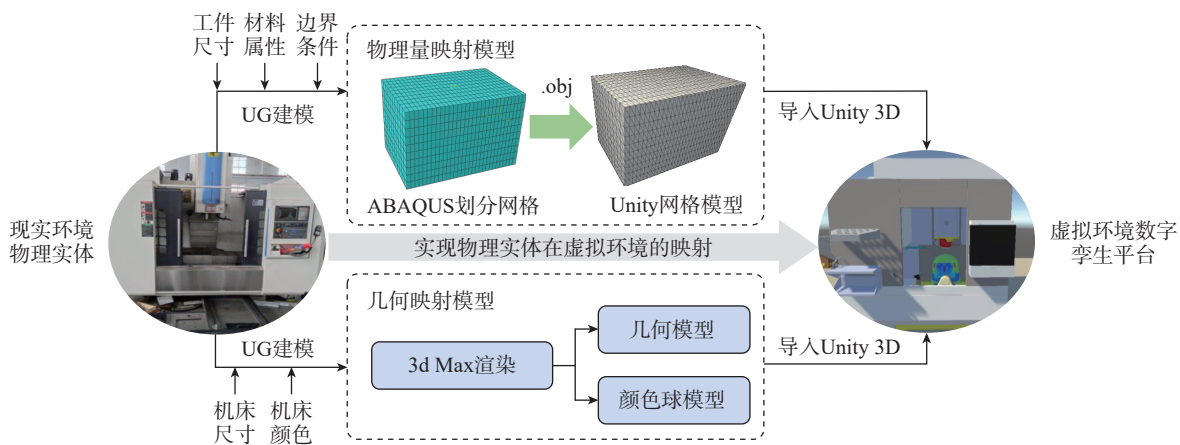 工件 材料 边界
尺寸 属性 条件
UG建模
物理量映射模型
.obj
ABAQUS划分网格
Unity网格模型
导入Unity 3D
现实环境
物理实体
实现物理实体在虚拟环境的映射
虚拟环境数字
孪生平台
UG建模
机床 机床
尺寸 颜色
几何映射模型
3d Max渲染
几何模型
颜色球模型
导入Unity 3D